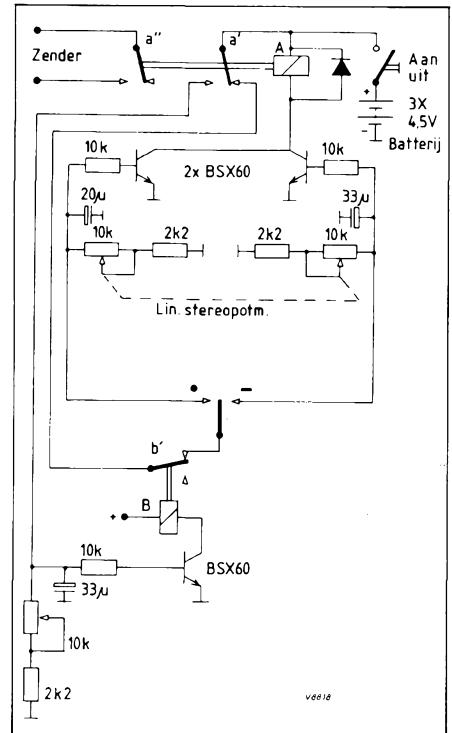 a" a' A
Zender
Aan
uit
+
3X
4,5V
-
Batterij
10k 2x BSX60 10k
20μ 33μ
10k 2k2 2k2 10k
Lin. stereopotm.
• –
b'
B
+
10k BSX60
33μ
10k
2k2
V8818